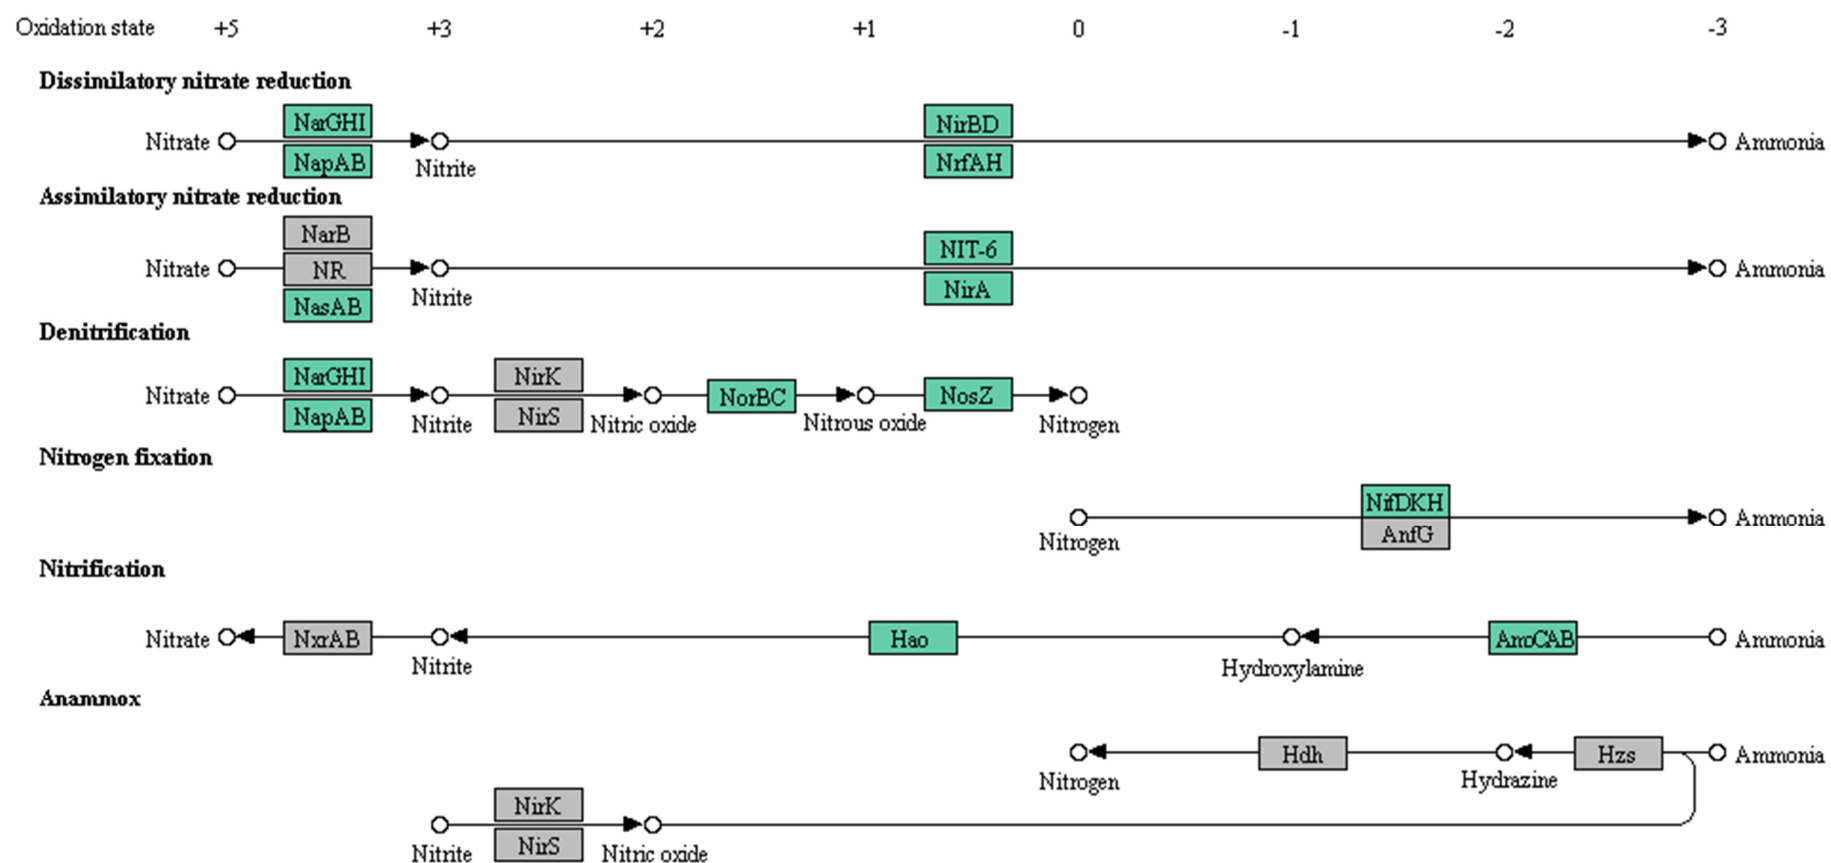 Oxidation state +5 +3 +2 +1 0 -1 -2 -3
Dissimilatory nitrate reduction
NarGHI NirBD
Nitrate Ammonia
NapAB Nitrite NrfAH
Assimilatory nitrate reduction
NarB
NIT-6
Nitrate NR Ammonia
NirA
NasAB Nitrite
Denitrification
NarGHI NirK
Nitrate NorBC NosZ
NapAB Nitrite NirS Nitric oxide Nitrous oxide Nitrogen
Nitrogen fixation
NifDKH
Ammonia
Nitrogen AnfG
Nitrification
Nitrate NxrAB Hao AmoCAB Ammonia
Nitrite Hydroxylamine
Anammox
Hdh Hzs Ammonia
Nitrogen Hydrazine
NirK
Nitrite NirS Nitric oxide